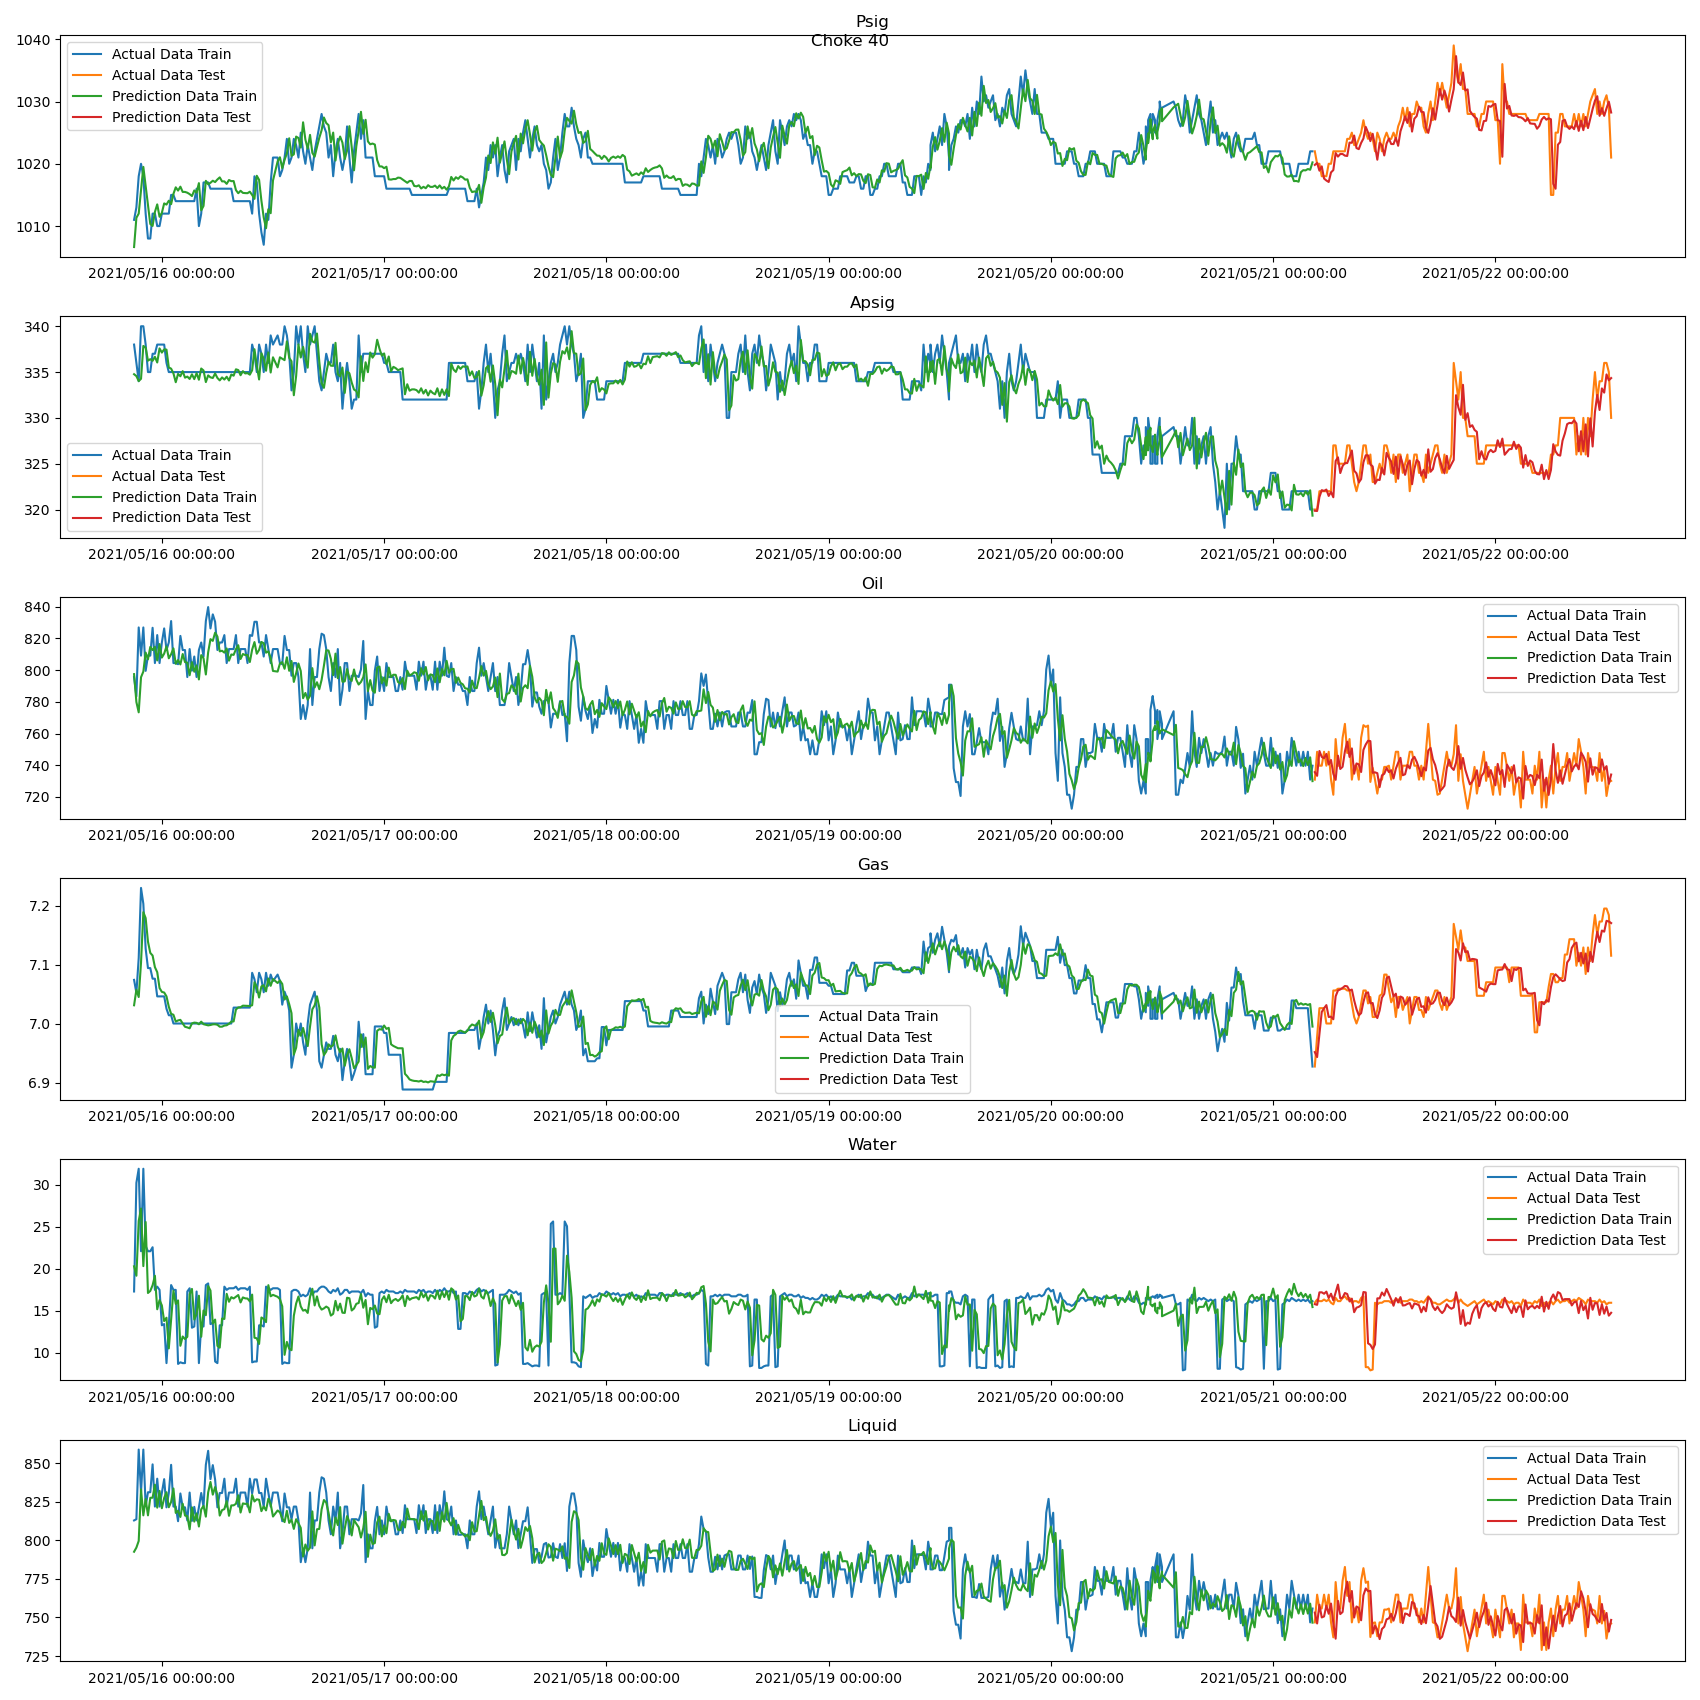 Psig
Choke 40
1040
1030
1020
1010
Actual Data Train
Actual Data Test
Prediction Data Train
Prediction Data Test
2021/05/16 00:00:00 2021/05/17 00:00:00 2021/05/18 00:00:00 2021/05/19 00:00:00 2021/05/20 00:00:00 2021/05/21 00:00:00 2021/05/22 00:00:00
Apsig
340
335
330
325
320
Actual Data Train
Actual Data Test
Prediction Data Train
Prediction Data Test
2021/05/16 00:00:00 2021/05/17 00:00:00 2021/05/18 00:00:00 2021/05/19 00:00:00 2021/05/20 00:00:00 2021/05/21 00:00:00 2021/05/22 00:00:00
Oil
840
820
800
780
760
740
720
Actual Data Train
Actual Data Test
Prediction Data Train
Prediction Data Test
2021/05/16 00:00:00 2021/05/17 00:00:00 2021/05/18 00:00:00 2021/05/19 00:00:00 2021/05/20 00:00:00 2021/05/21 00:00:00 2021/05/22 00:00:00
Gas
7.2
7.1
7.0
6.9
Actual Data Train
Actual Data Test
Prediction Data Train
Prediction Data Test
2021/05/16 00:00:00 2021/05/17 00:00:00 2021/05/18 00:00:00 2021/05/19 00:00:00 2021/05/20 00:00:00 2021/05/21 00:00:00 2021/05/22 00:00:00
Water
30
25
20
15
10
Actual Data Train
Actual Data Test
Prediction Data Train
Prediction Data Test
2021/05/16 00:00:00 2021/05/17 00:00:00 2021/05/18 00:00:00 2021/05/19 00:00:00 2021/05/20 00:00:00 2021/05/21 00:00:00 2021/05/22 00:00:00
Liquid
850
825
800
775
750
725
Actual Data Train
Actual Data Test
Prediction Data Train
Prediction Data Test
2021/05/16 00:00:00 2021/05/17 00:00:00 2021/05/18 00:00:00 2021/05/19 00:00:00 2021/05/20 00:00:00 2021/05/21 00:00:00 2021/05/22 00:00:00